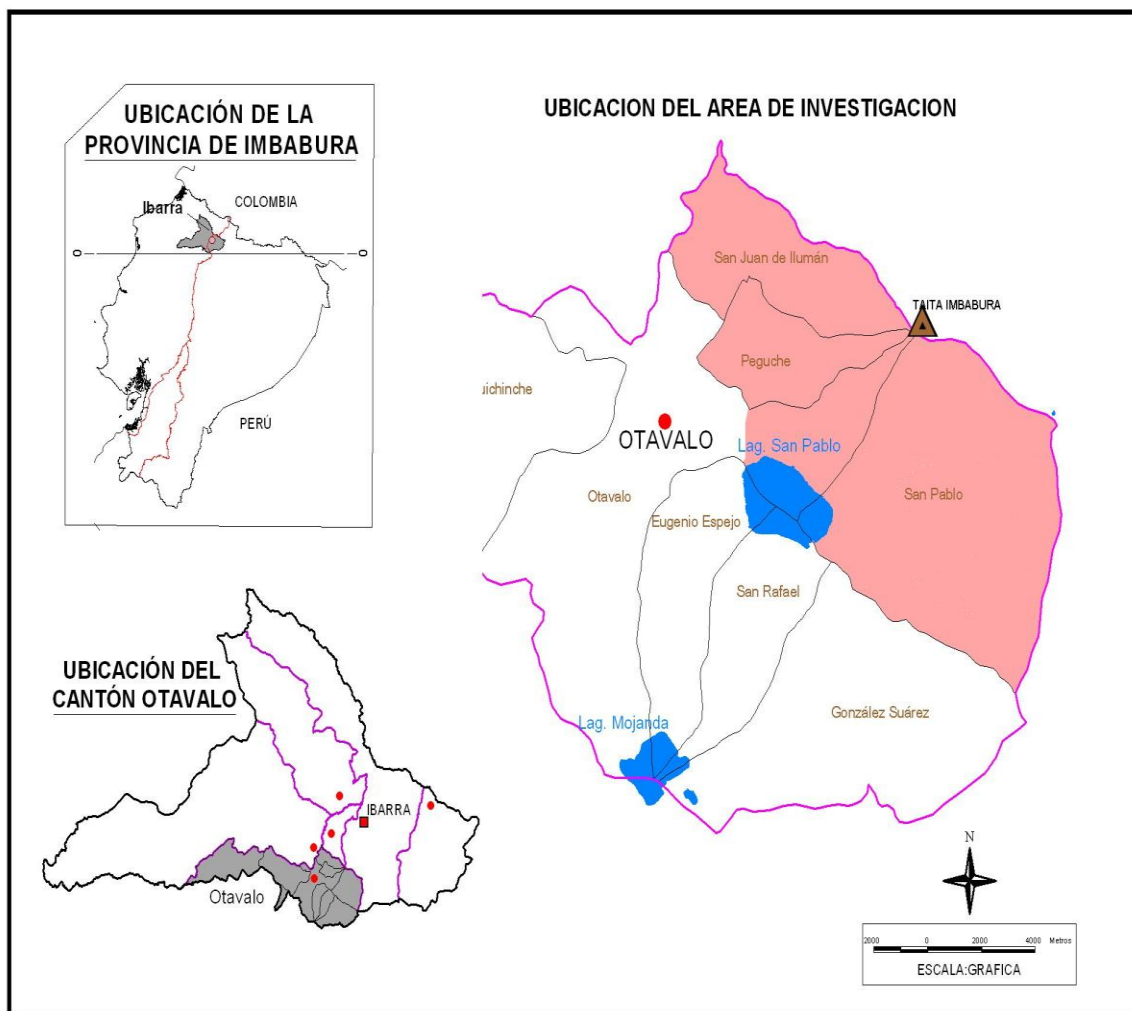 UBICACIÓN DE LA
PROVINCIA DE IMBABURA
Ibarra
COLOMBIA
0
0
PERÚ
UBICACION DEL AREA DE INVESTIGACION
San Juan de Ilumán
TAITA IMBABURA
Peguche
uichinche
OTAVALO
Lag. San Pablo
Otavalo
Eugenio Espejo
San Pablo
San Rafael
González Suárez
Lag. Mojanda
UBICACIÓN DEL
CANTÓN OTAVALO
IBARRA
Otavalo
N
2000 0 2000 4000 Metros
ESCALA:GRAFICA